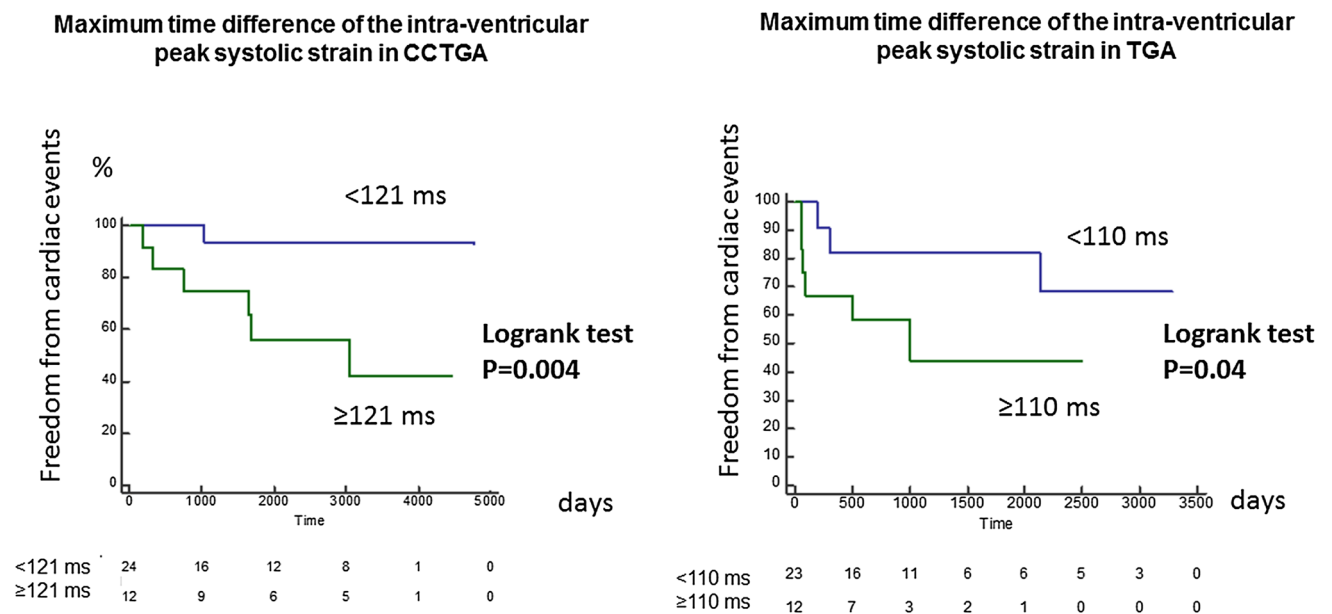 Maximum time difference of the intra-ventricular
peak systolic strain in CCTGA
Freedom from cardiac events
%
100
80
60
40
20
0
<121 ms
≥121 ms
Logrank test
P=0.004
0 1000 2000 3000 4000 5000
days
Time
<121 ms 24 16 12 8 1 0
≥121 ms 12 9 6 5 1 0
Maximum time difference of the intra-ventricular
peak systolic strain in TGA
Freedom from cardiac events
100
90
80
70
60
50
40
30
20
10
0
<110 ms
≥110 ms
Logrank test
P=0.04
0 500 1000 1500 2000 2500 3000 3500
days
Time
<110 ms 23 16 11 6 6 5 3 0
≥110 ms 12 7 3 2 1 0 0 0